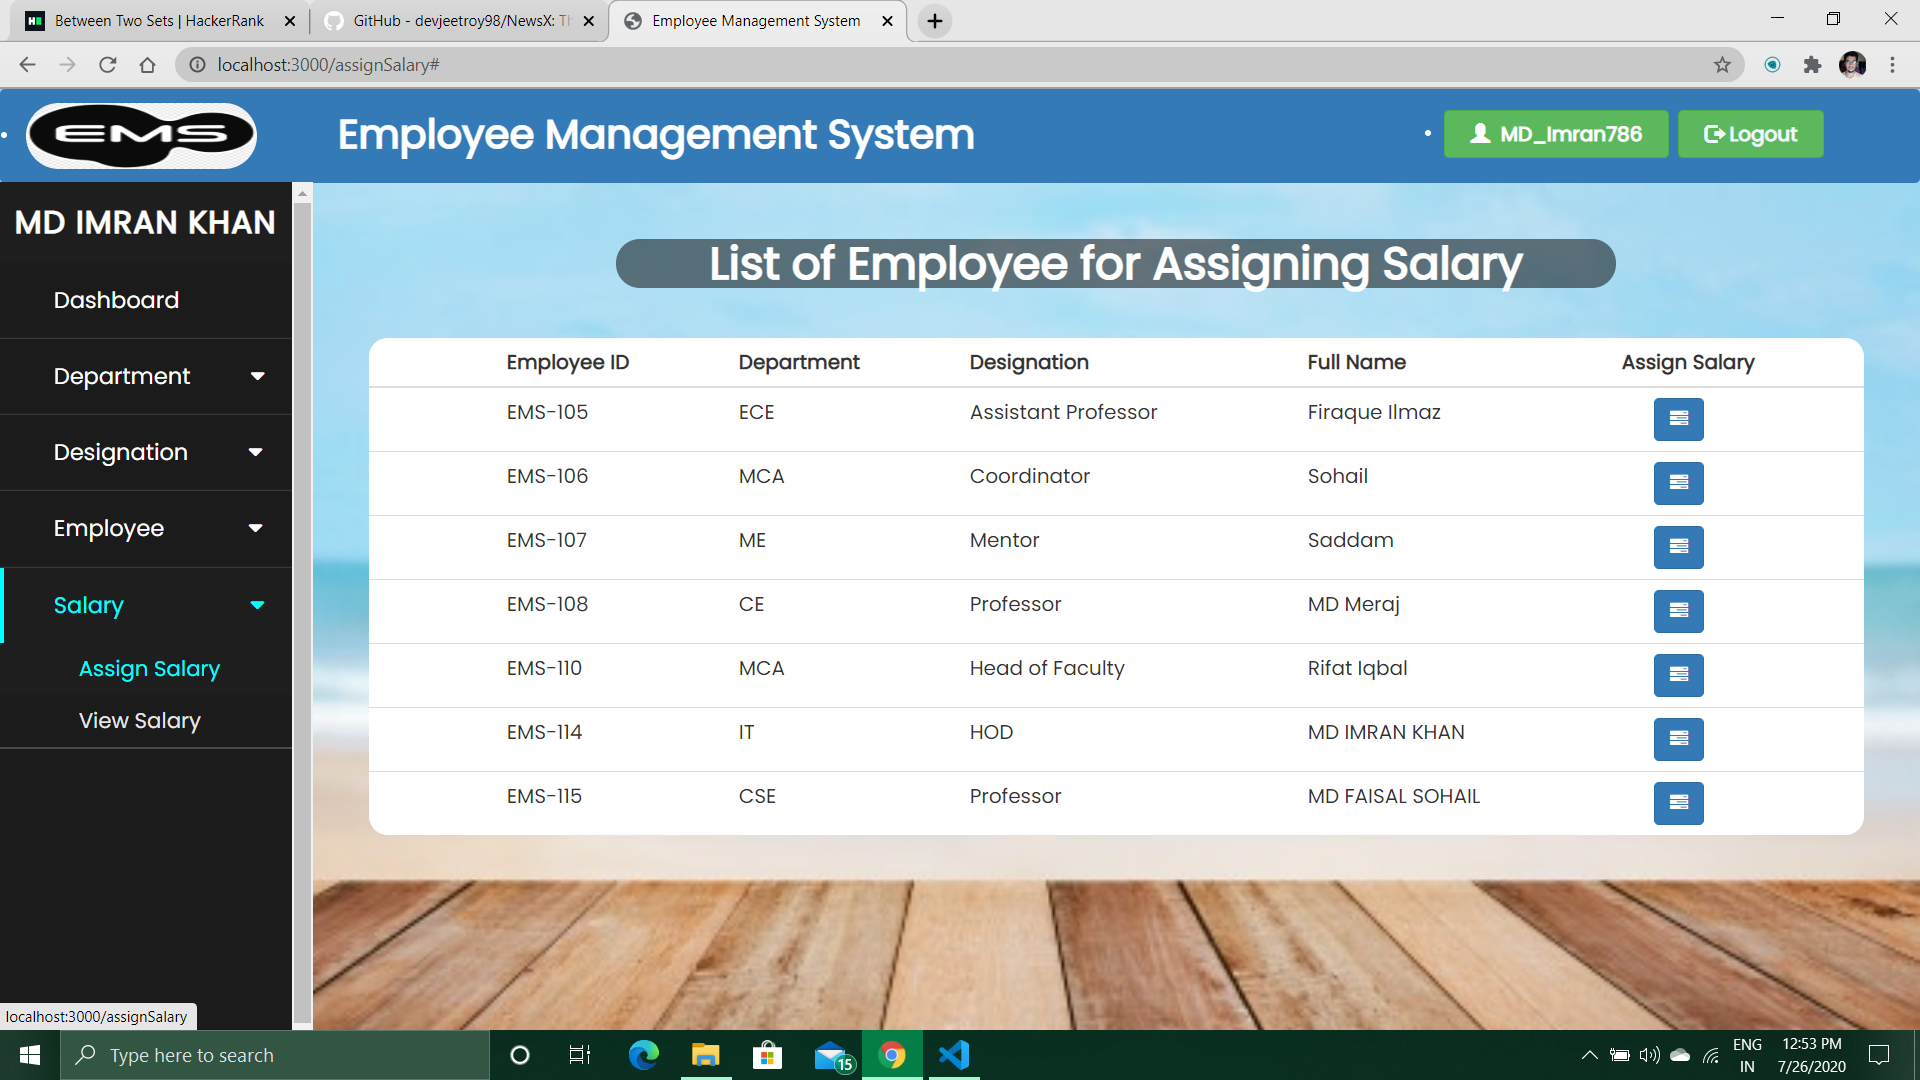 Between Two Sets | HackerRank
GitHub - devjeetroy98/NewsX: Th
Employee Management System
localhost:3000/assignSalary#
EMS
Employee Management System
MD_Imran786
Logout
MD IMRAN KHAN
Dashboard
Department
Designation
Employee
Salary
Assign Salary
View Salary
List of Employee for Assigning Salary
Employee ID Department Designation Full Name Assign Salary
EMS-105 ECE Assistant Professor Firaque Ilmaz
EMS-106 MCA Coordinator Sohail
EMS-107 ME Mentor Saddam
EMS-108 CE Professor MD Meraj
EMS-110 MCA Head of Faculty Rifat Iqbal
EMS-114 IT HOD MD IMRAN KHAN
EMS-115 CSE Professor MD FAISAL SOHAIL
localhost:3000/assignSalary
Type here to search
15
ENG
IN
12:53 PM
7/26/2020